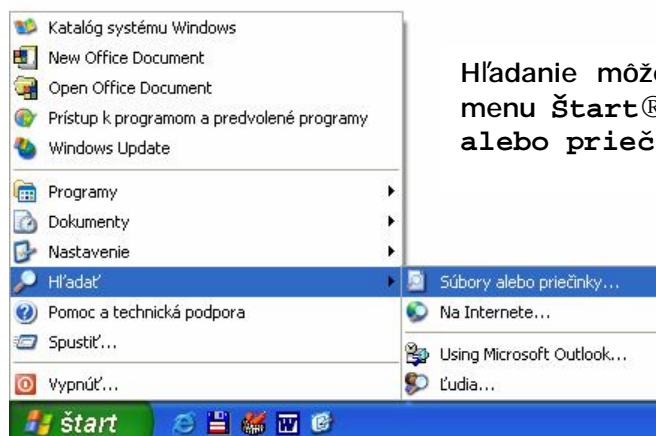 Katalóg systému Windows
New Office Document
Open Office Document
Prístup k programom a predvolené programy
Windows Update
Programy
Dokumenty
Nastavenie
Hľadať
Pomoc a technická podpora
Spustiť...
Vypnúť...
štart
Súbory alebo priečinky...
Na Internete...
Using Microsoft Outlook...
Ľudia...
Hľadanie
menu Štart®
alebo